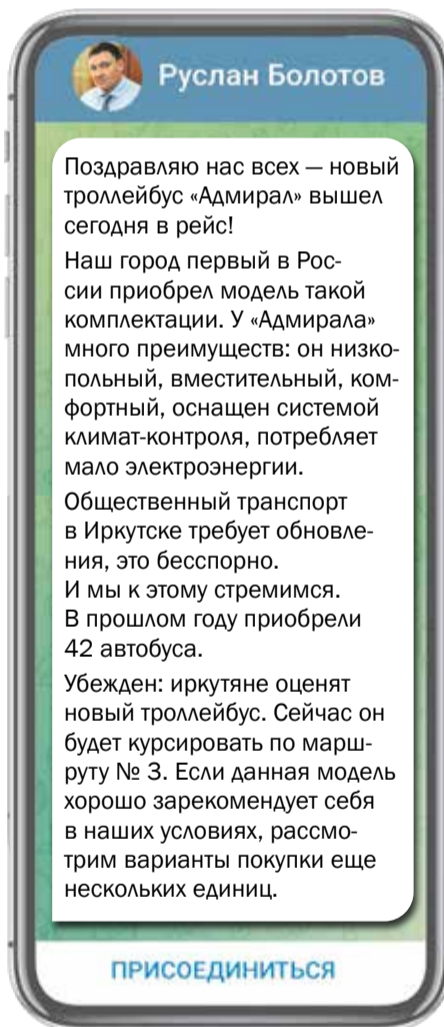 Руслан Болотов
Поздравляю нас всех — новый
троллейбус «Адмирал» вышел
сегодня в рейс!
Наш город первый в Рос-
сии приобрел модель такой
комплектации. У «Адмирала»
много преимуществ: он низко-
польный, вместительный, ком-
фортный, оснащен системой
климат-контроля, потребляет
мало электроэнергии.
Общественный транспорт
в Иркутске требует обновле-
ния, это бесспорно.
И мы к этому стремимся.
В прошлом году приобрели
42 автобуса.
Убежден: иркутяне оценят
новый троллейбус. Сейчас он
будет курсировать по марш-
руту № 3. Если данная модель
хорошо зарекомендует себя
в наших условиях, рассмо-
трим варианты покупки еще
нескольких единиц.
ПРИСОЕДИНИТЬСЯ